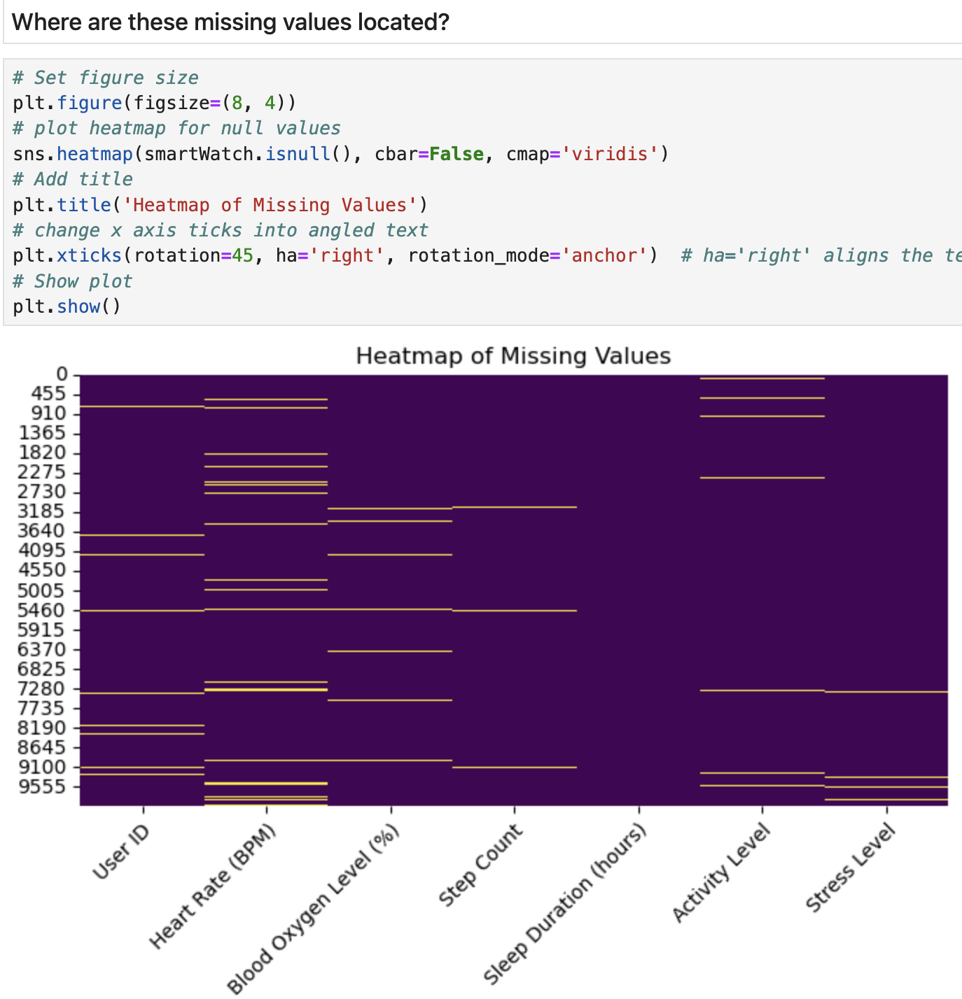 Where are these missing values located?
# Set figure size
plt.figure(figsize=(8, 4))
# plot heatmap for null values
sns.heatmap(smartWatch.isnull(), cbar=False, cmap='viridis')
# Add title
plt.title('Heatmap of Missing Values')
# change x axis ticks into angled text
plt.xticks(rotation=45, ha='right', rotation_mode='anchor')  # ha='right' aligns the te
# Show plot
plt.show()
Heatmap of Missing Values
0
455
910
1365
1820
2275
2730
3185
3640
4095
4550
5005
5460
5915
6370
6825
7280
7735
8190
8645
9100
9555
User ID
Heart Rate (BPM)
Blood Oxygen Level (%)
Step Count
Sleep Duration (hours)
Activity Level
Stress Level